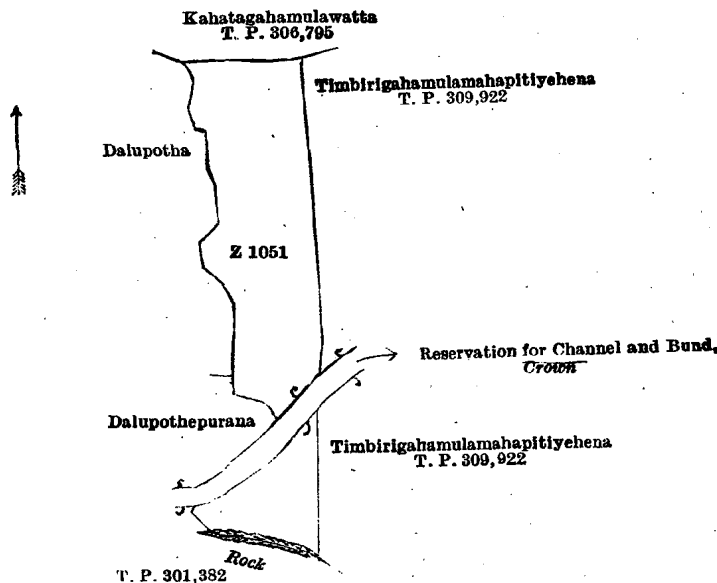 Kahatagahamulawatta
T. P. 306,795
Timbirigahamulamahapitiyehena
T. P. 309,922
Dalupotha
Z 1051
Reservation for Channel and Bund,
Crown
Dalupothepurana
Timbirigahamulamahapitiyehena
T. P. 309,922
Rock
T. P. 301,382